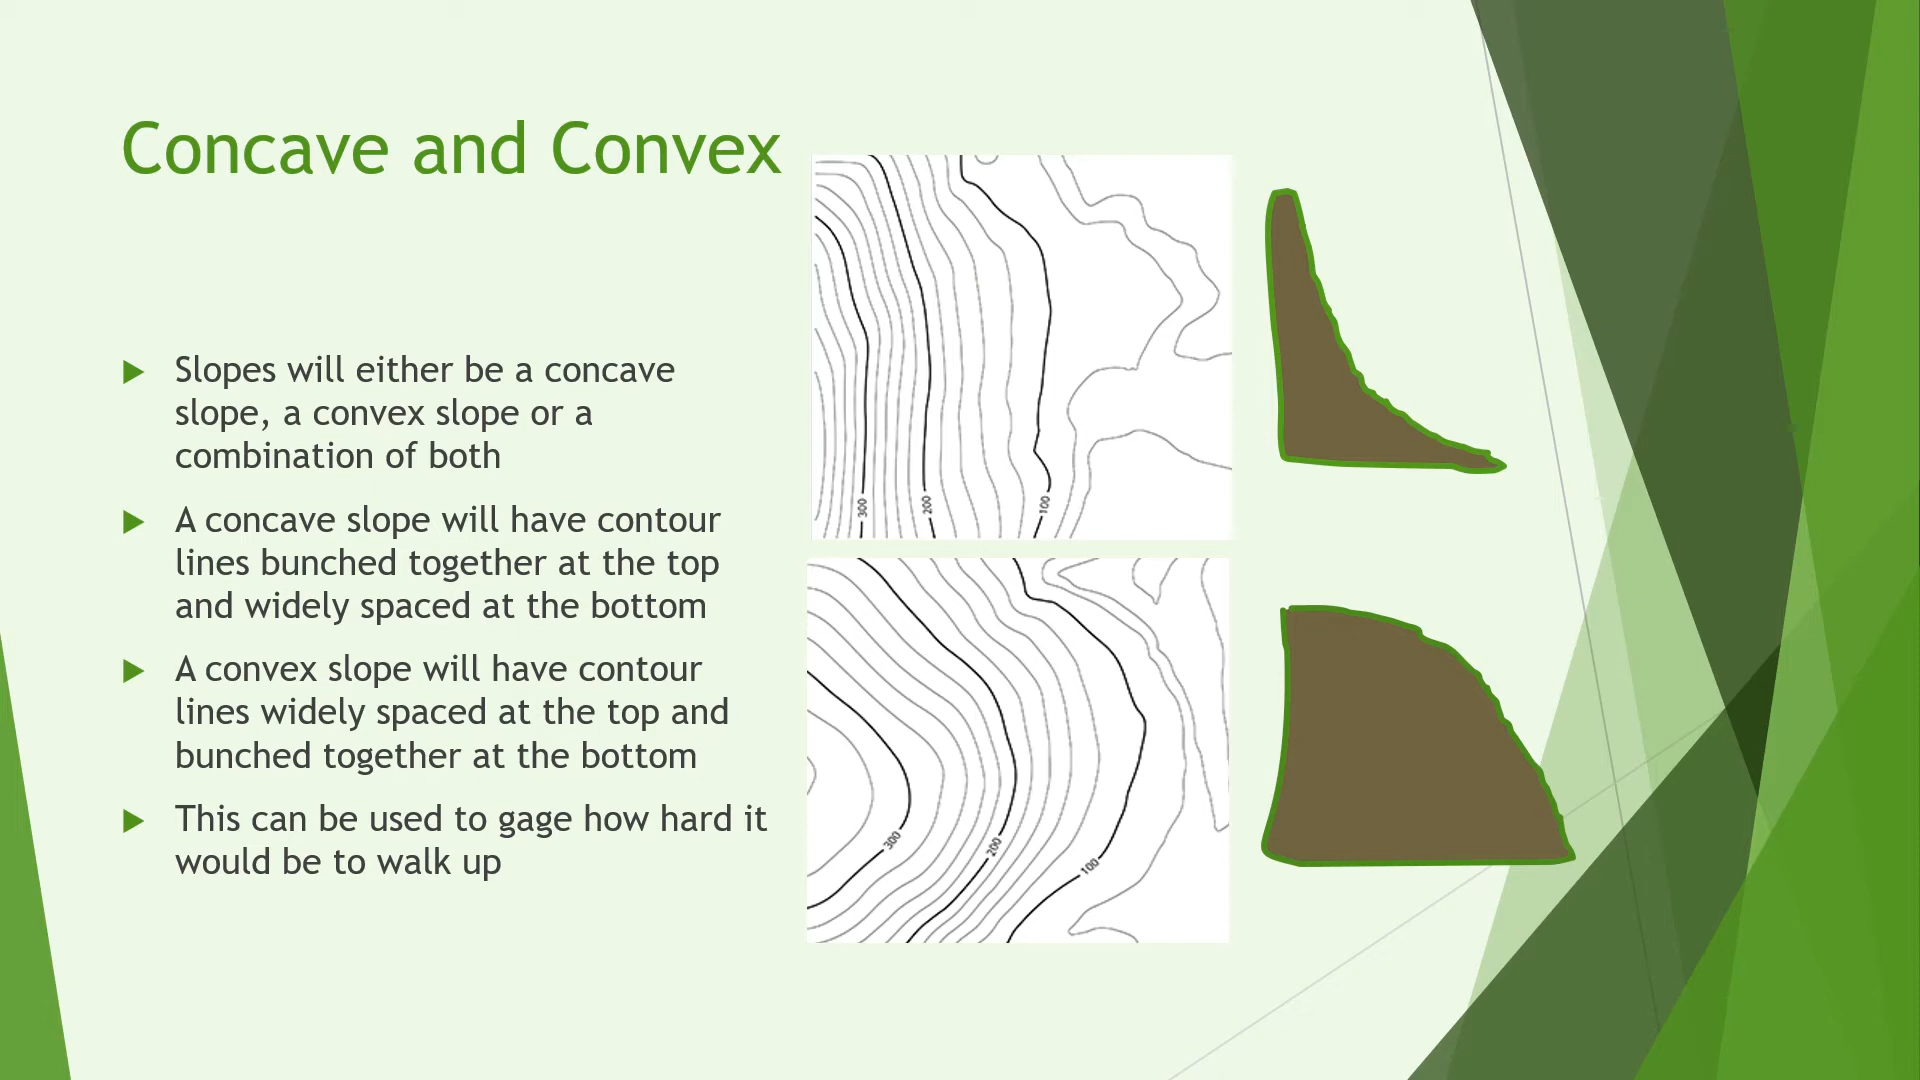 Concave and Convex
Slopes will either be a concave
slope, a convex slope or a
combination of both
A concave slope will have contour
lines bunched together at the top
and widely spaced at the bottom
A convex slope will have contour
lines widely spaced at the top and
bunched together at the bottom
This can be used to gage how hard it
would be to walk up
300
200
100
300
200
100